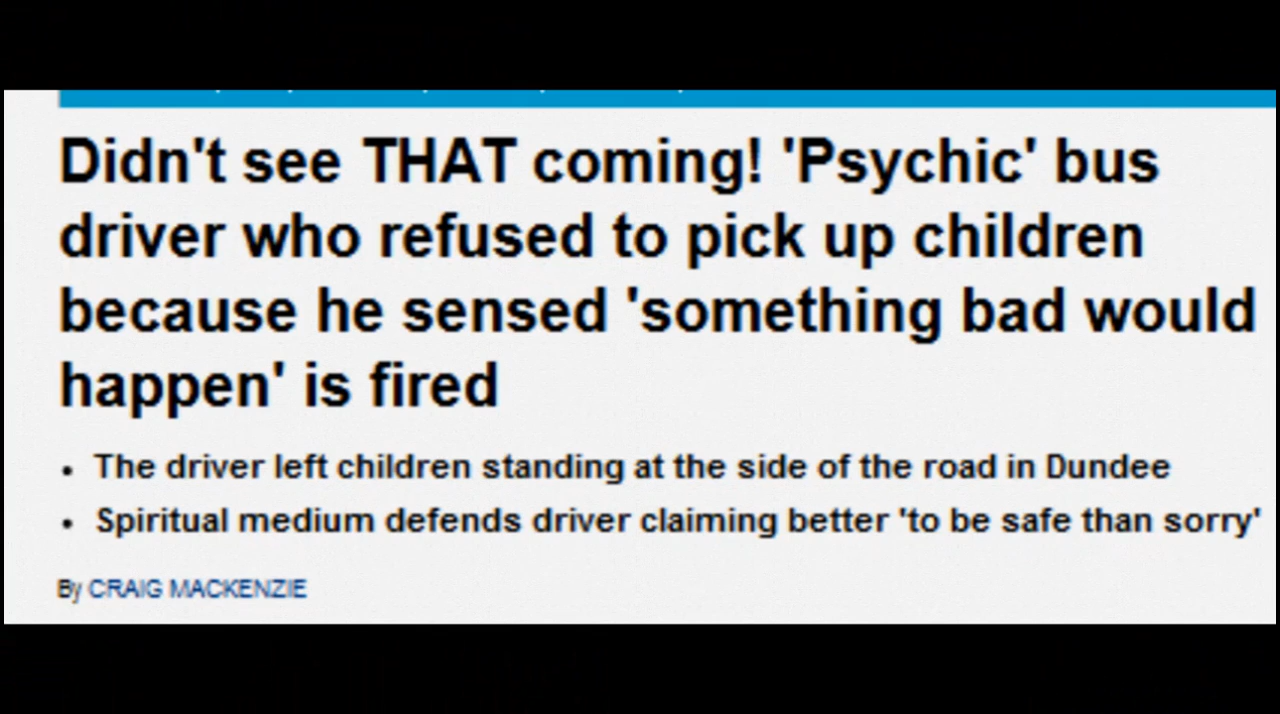 Didn't see THAT coming! 'Psychic' bus
driver who refused to pick up children
because he sensed 'something bad would
happen' is fired
• The driver left children standing at the side of the road in Dundee
• Spiritual medium defends driver claiming better 'to be safe than sorry'
By CRAIG MACKENZIE